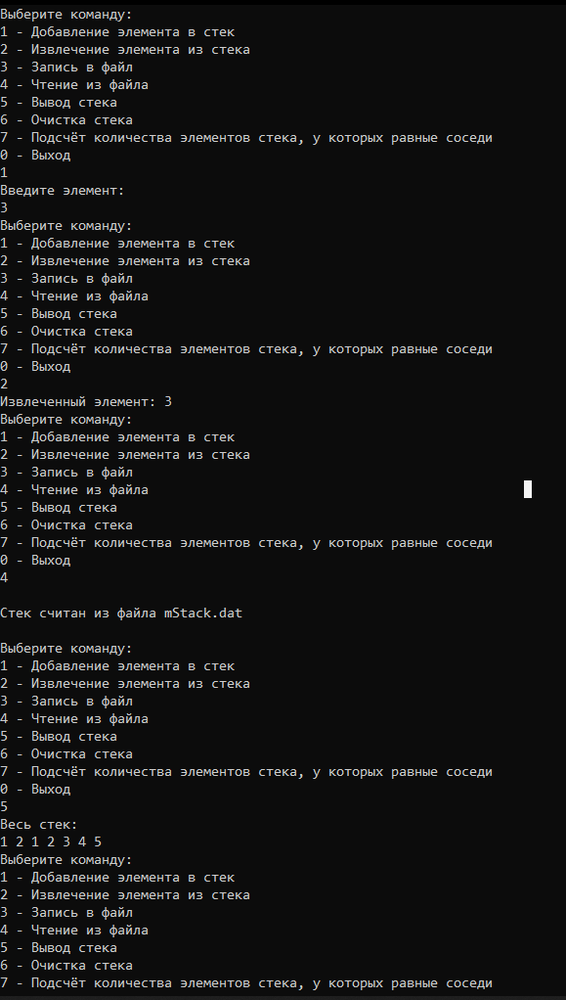 Выберите команду:
1 - Добавление элемента в стек
2 - Извлечение элемента из стека
3 - Запись в файл
4 - Чтение из файла
5 - Вывод стека
6 - Очистка стека
7 - Подсчёт количества элементов стека, у которых равные соседи
0 - Выход
1
Введите элемент:
3
Выберите команду:
1 - Добавление элемента в стек
2 - Извлечение элемента из стека
3 - Запись в файл
4 - Чтение из файла
5 - Вывод стека
6 - Очистка стека
7 - Подсчёт количества элементов стека, у которых равные соседи
0 - Выход
2
Извлеченный элемент: 3
Выберите команду:
1 - Добавление элемента в стек
2 - Извлечение элемента из стека
3 - Запись в файл
4 - Чтение из файла
5 - Вывод стека
6 - Очистка стека
7 - Подсчёт количества элементов стека, у которых равные соседи
0 - Выход
4
Стек считан из файла mStack.dat
Выберите команду:
1 - Добавление элемента в стек
2 - Извлечение элемента из стека
3 - Запись в файл
4 - Чтение из файла
5 - Вывод стека
6 - Очистка стека
7 - Подсчёт количества элементов стека, у которых равные соседи
0 - Выход
5
Весь стек:
1 2 1 2 3 4 5
Выберите команду:
1 - Добавление элемента в стек
2 - Извлечение элемента из стека
3 - Запись в файл
4 - Чтение из файла
5 - Вывод стека
6 - Очистка стека
7 - Подсчёт количества элементов стека, у которых равные соседи